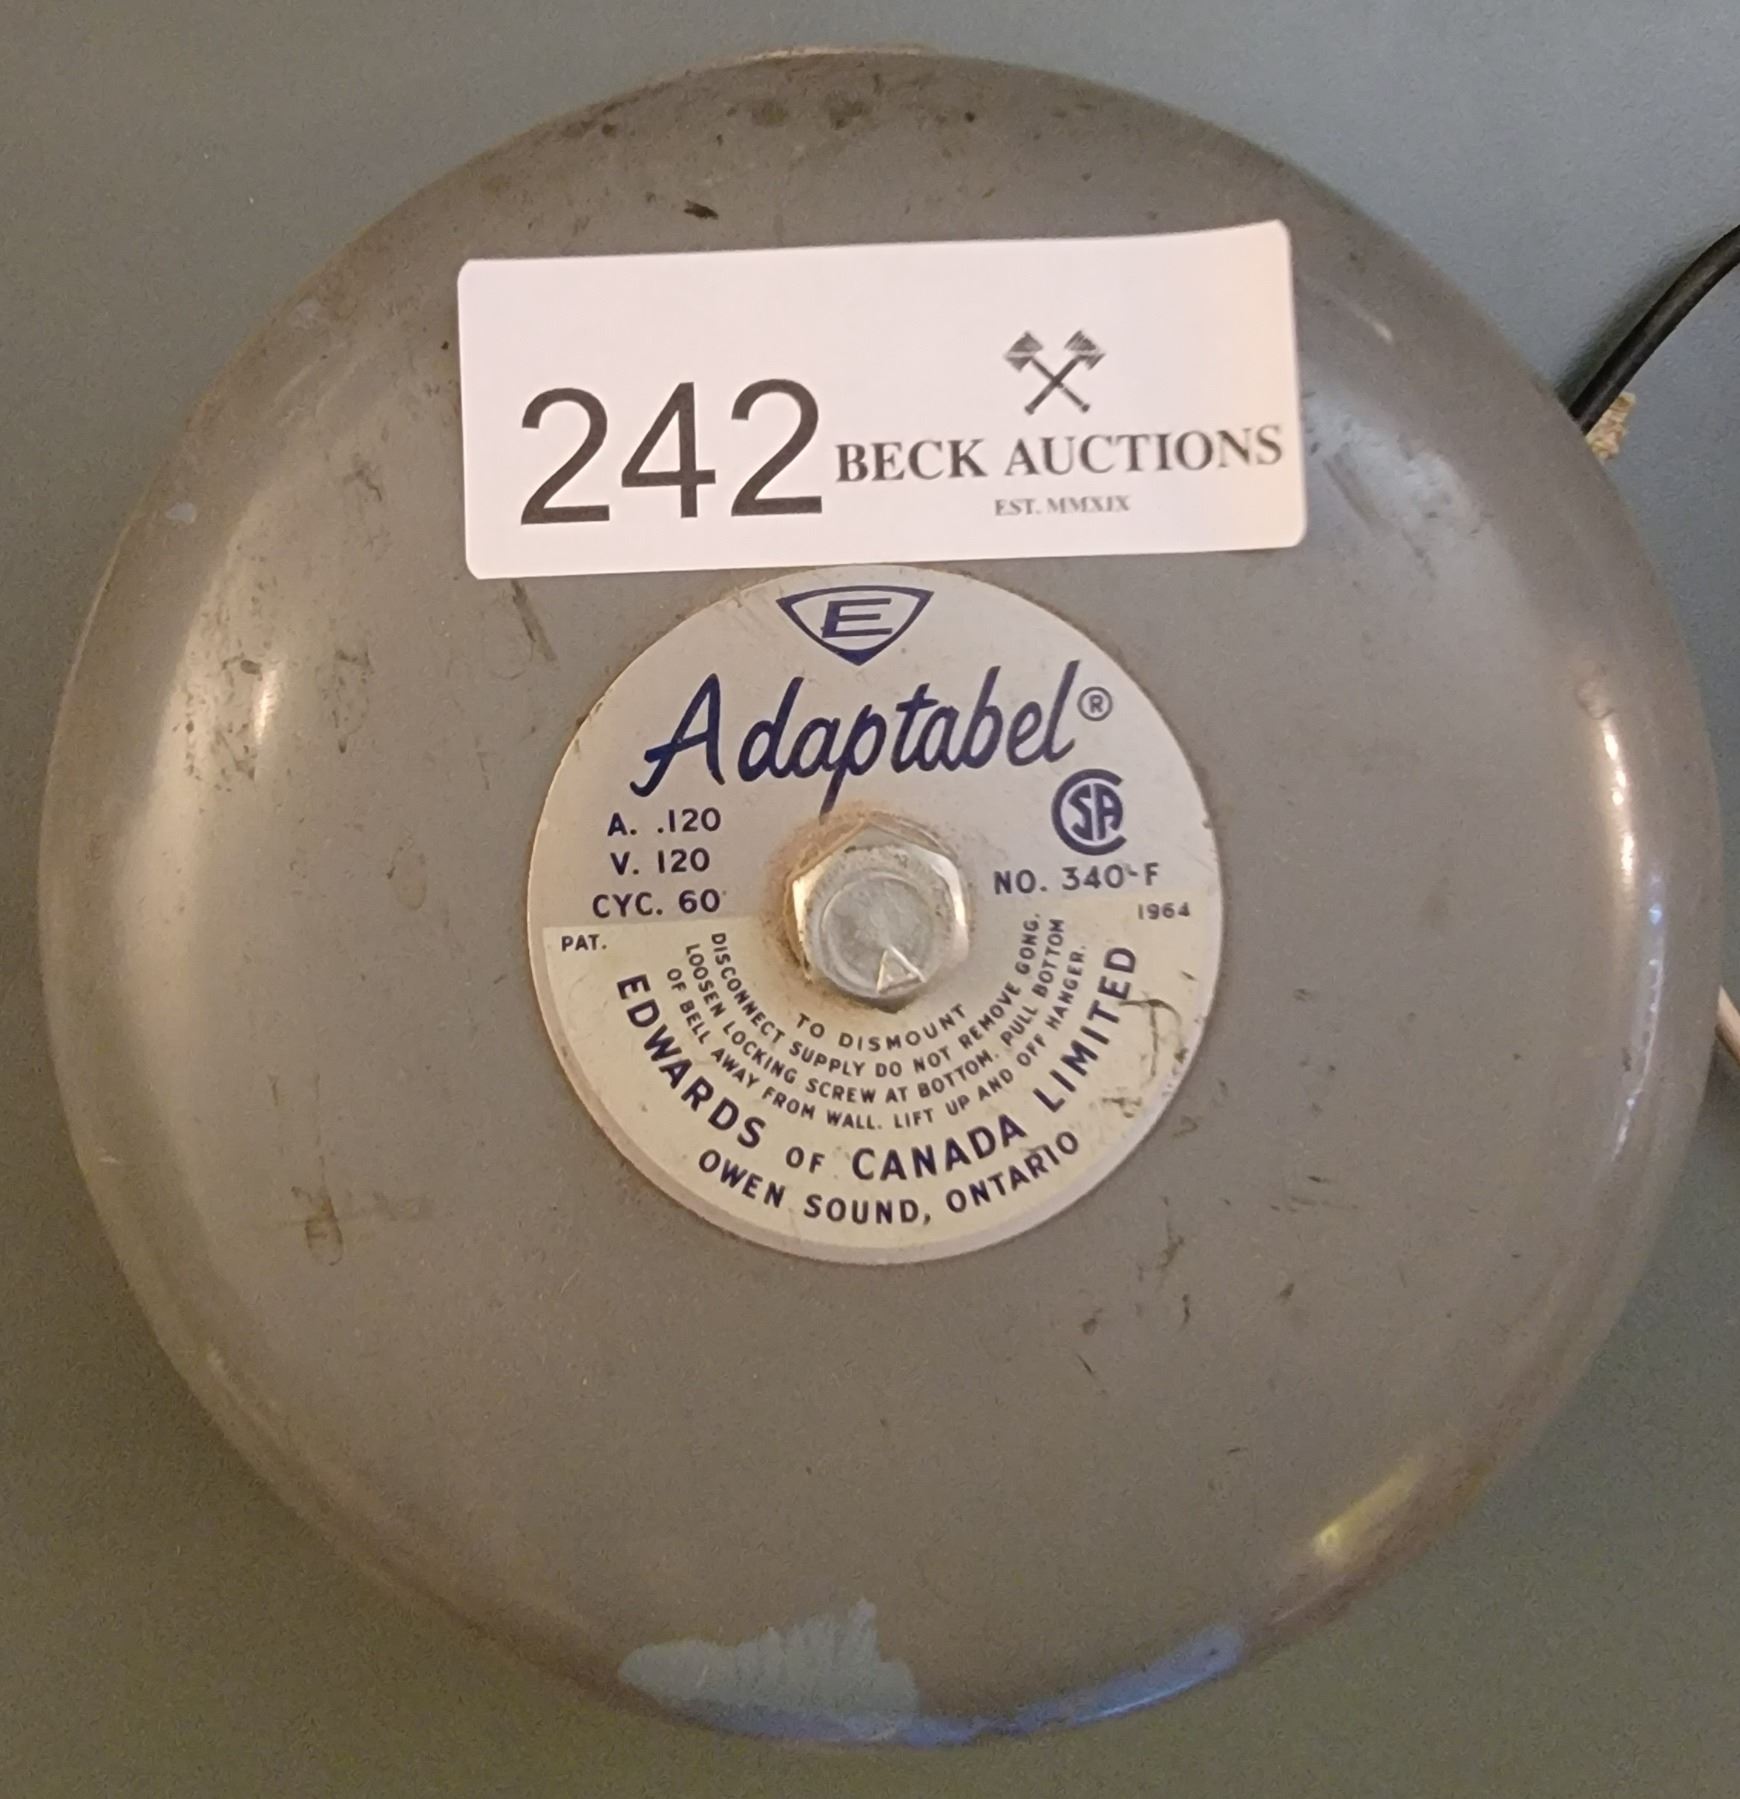 242
BECK AUCTIONS
EST. MMXIX
E
Adaptabel®
A. .120
V. 120
CYC. 60
CSA
NO. 340-F
PAT.
1964
TO DISMOUNT
DISCONNECT SUPPLY DO NOT REMOVE GONG.
LOOSEN LOCKING SCREW AT BOTTOM. PULL BOTTOM
OF BELL AWAY FROM WALL. LIFT UP AND OFF HANGER.
EDWARDS OF CANADA LIMITED
OWEN SOUND, ONTARIO